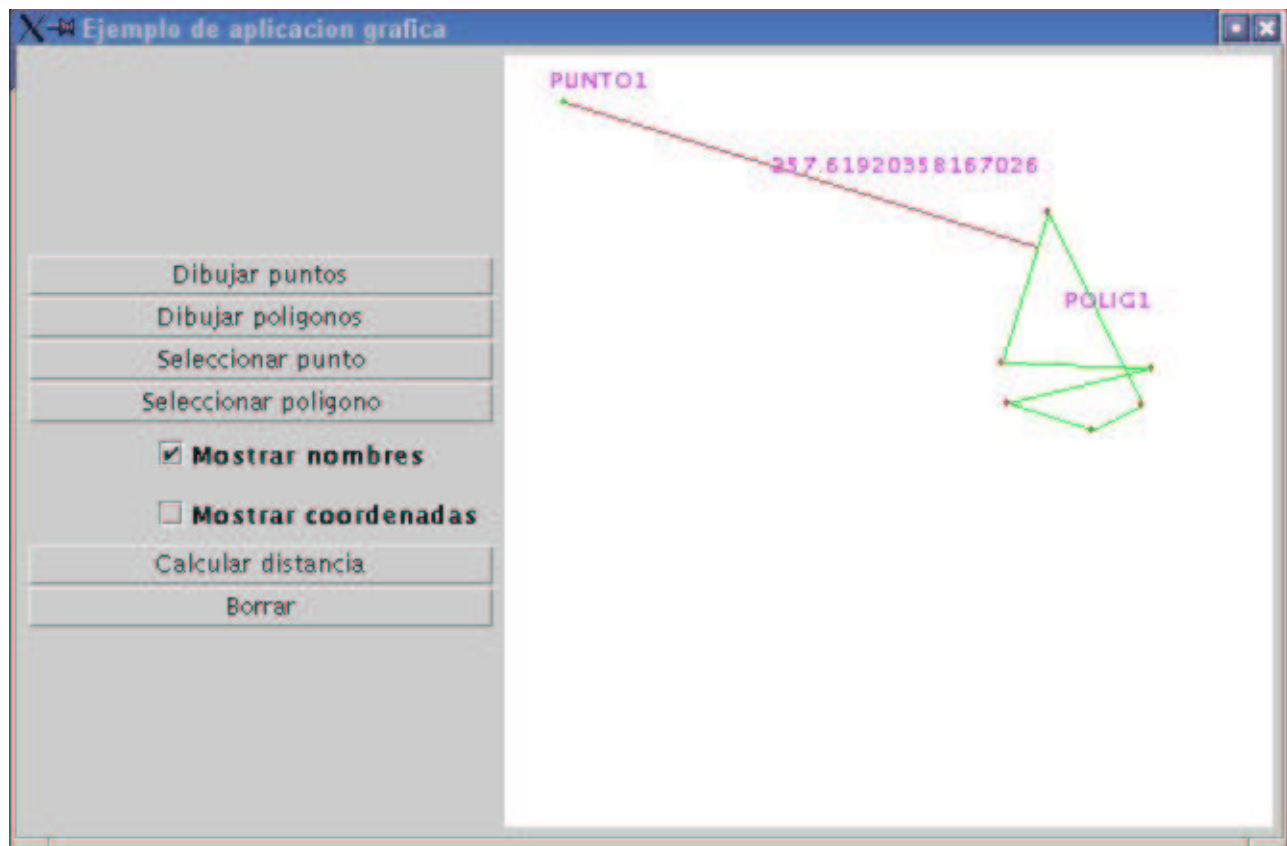 Ejemplo de aplicacion grafica
Dibujar puntos
Dibujar poligonos
Seleccionar punto
Seleccionar poligono
Mostrar nombres
Mostrar coordenadas
Calcular distancia
Borrar
PUNTO1
257.61920358167026
POLIG1